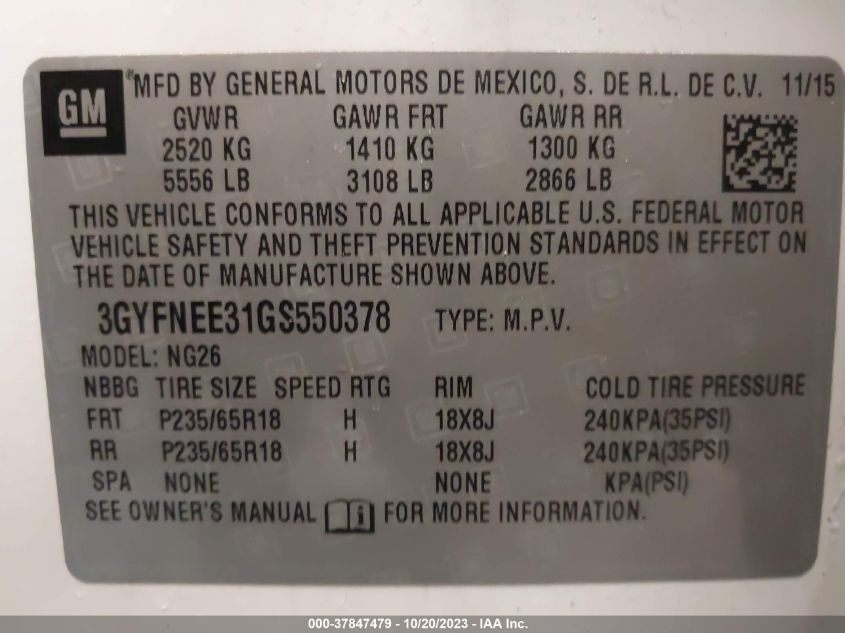 GM
® MFD BY GENERAL MOTORS DE MEXICO, S. DE R.L. DE C.V. 11/15
GVWR GAWR FRT GAWR RR
2520 KG 1410 KG 1300 KG
5556 LB 3108 LB 2866 LB
THIS VEHICLE CONFORMS TO ALL APPLICABLE U.S. FEDERAL MOTOR
VEHICLE SAFETY AND THEFT PREVENTION STANDARDS IN EFFECT ON
THE DATE OF MANUFACTURE SHOWN ABOVE.
3GYFNEE31GS550378 TYPE: M.P.V.
MODEL: NG26
NBBG TIRE SIZE SPEED RTG RIM COLD TIRE PRESSURE
FRT P235/65R18 H 18X8J 240KPA(35PSI)
RR P235/65R18 H 18X8J 240KPA(35PSI)
SPA NONE NONE KPA(PSI)
SEE OWNER'S MANUAL i FOR MORE INFORMATION.
000-37847479 - 10/20/2023 - IAA Inc.